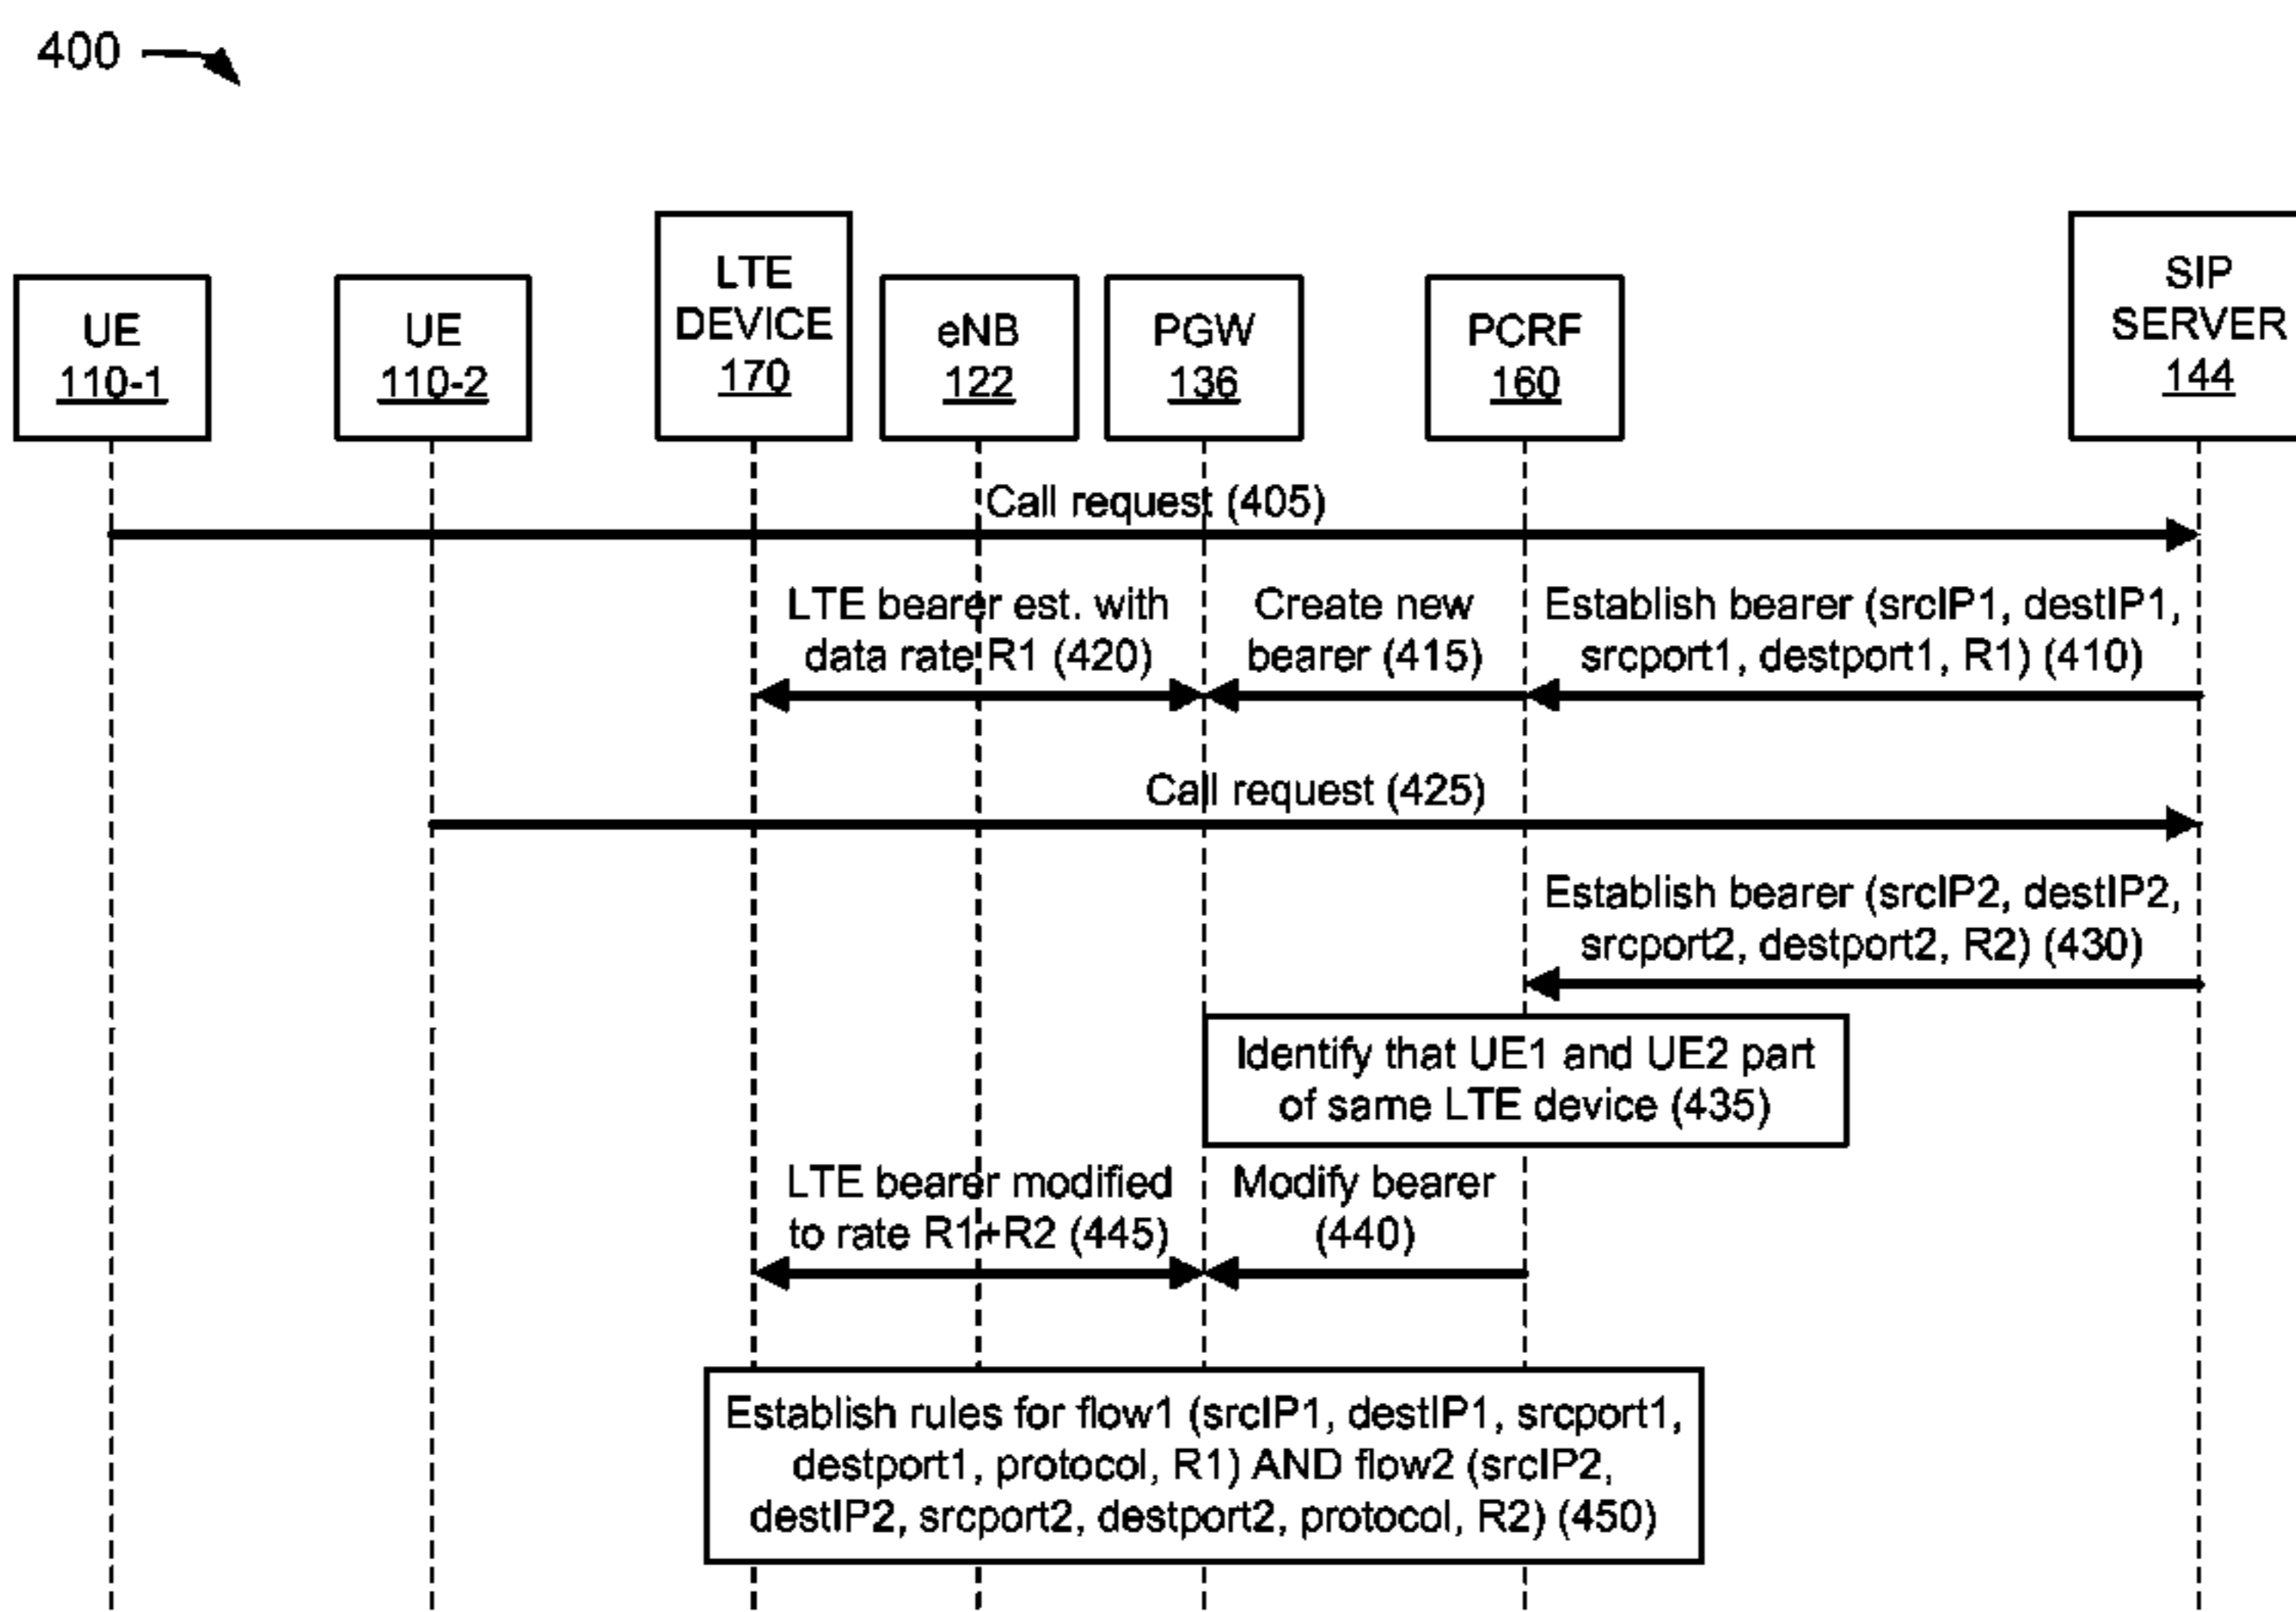 400
UE
110-1
UE
110-2
LTE
DEVICE
170
eNB
122
PGW
136
PCRF
160
SIP
SERVER
144
Call request (405)
LTE bearer est. with
data rate R1 (420)
Create new
bearer (415)
Establish bearer (srcIP1, destIP1,
srcport1, destport1, R1) (410)
Call request (425)
Establish bearer (srcIP2, destIP2,
srcport2, destport2, R2) (430)
Identify that UE1 and UE2 part
of same LTE device (435)
LTE bearer modified
to rate R1+R2 (445)
Modify bearer
(440)
Establish rules for flow1 (srcIP1, destIP1, srcport1,
destport1, protocol, R1) AND flow2 (srcIP2,
destIP2, srcport2, destport2, protocol, R2) (450)